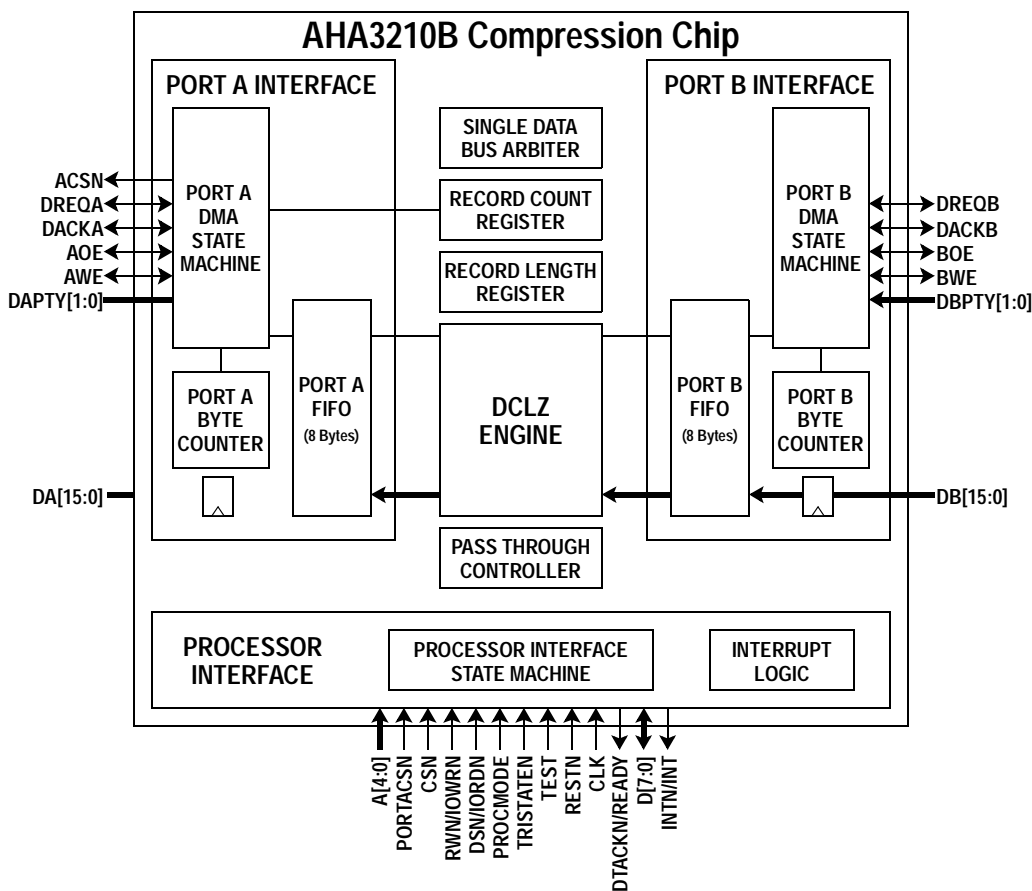 AHA3210B Compression Chip
PORT A INTERFACE
PORT A
DMA
STATE
MACHINE
PORT A
BYTE
COUNTER
PORT A
FIFO
(8 Bytes)
ACSN
DREQA
DACKA
AOE
AWE
DAPTY[1:0]
DA[15:0]
SINGLE DATA
BUS ARBITER
RECORD COUNT
REGISTER
RECORD LENGTH
REGISTER
DCLZ
ENGINE
PASS THROUGH
CONTROLLER
PORT B INTERFACE
PORT B
DMA
STATE
MACHINE
PORT B
FIFO
(8 Bytes)
PORT B
BYTE
COUNTER
DREQB
DACKB
BOE
BWE
DBPTY[1:0]
DB[15:0]
PROCESSOR
INTERFACE
PROCESSOR INTERFACE
STATE MACHINE
INTERRUPT
LOGIC
A[4:0]
PORTACSN
CSN
RWN/IOWRN
DSN/IORDN
PROCMODE
TRISTATEN
TEST
RESTN
CLK
DTACKN/READY
D[7:0]
INTN/INT